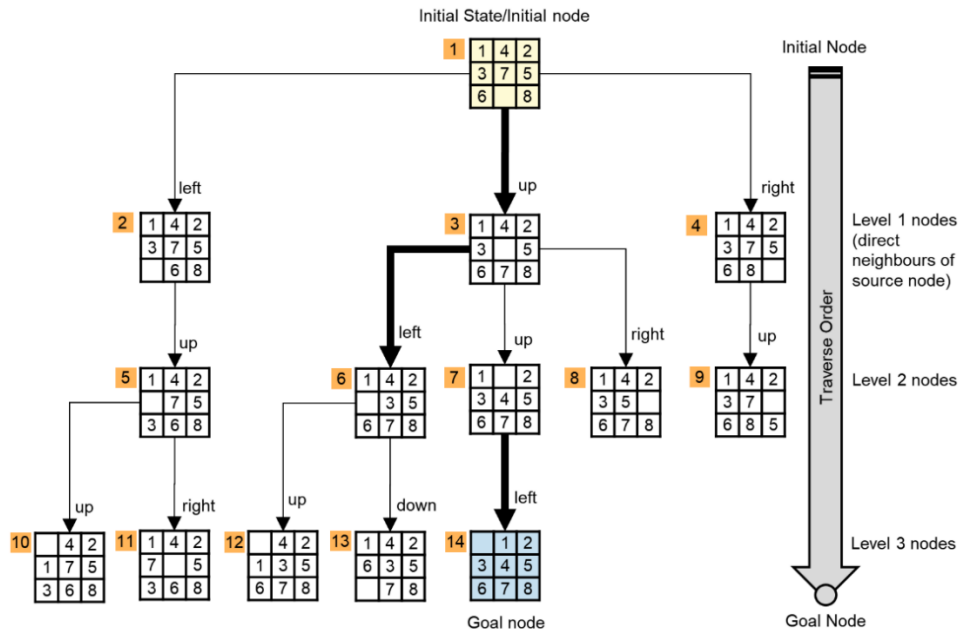 Initial State/Initial node
1
1 4 2
3 7 5
6 8
Initial Node
left
up
right
2
1 4 2
3 7 5
6 8
3
1 4 2
3 5
6 7 8
4
1 4 2
3 7 5
6 8
Level 1 nodes
(direct
neighbours of
source node)
up
left
up
right
up
5
1 4 2
7 5
3 6 8
6
1 4 2
3 5
6 7 8
7
1 2
3 4 5
6 7 8
8
1 4 2
3 5
6 7 8
9
1 4 2
3 7
6 8 5
Level 2 nodes
Traverse Order
up
right
up
down
left
10
4 2
1 7 5
3 6 8
11
1 4 2
7 5
3 6 8
12
4 2
1 3 5
6 7 8
13
1 4 2
6 3 5
7 8
14
1 2
3 4 5
6 7 8
Level 3 nodes
Goal node
Goal Node